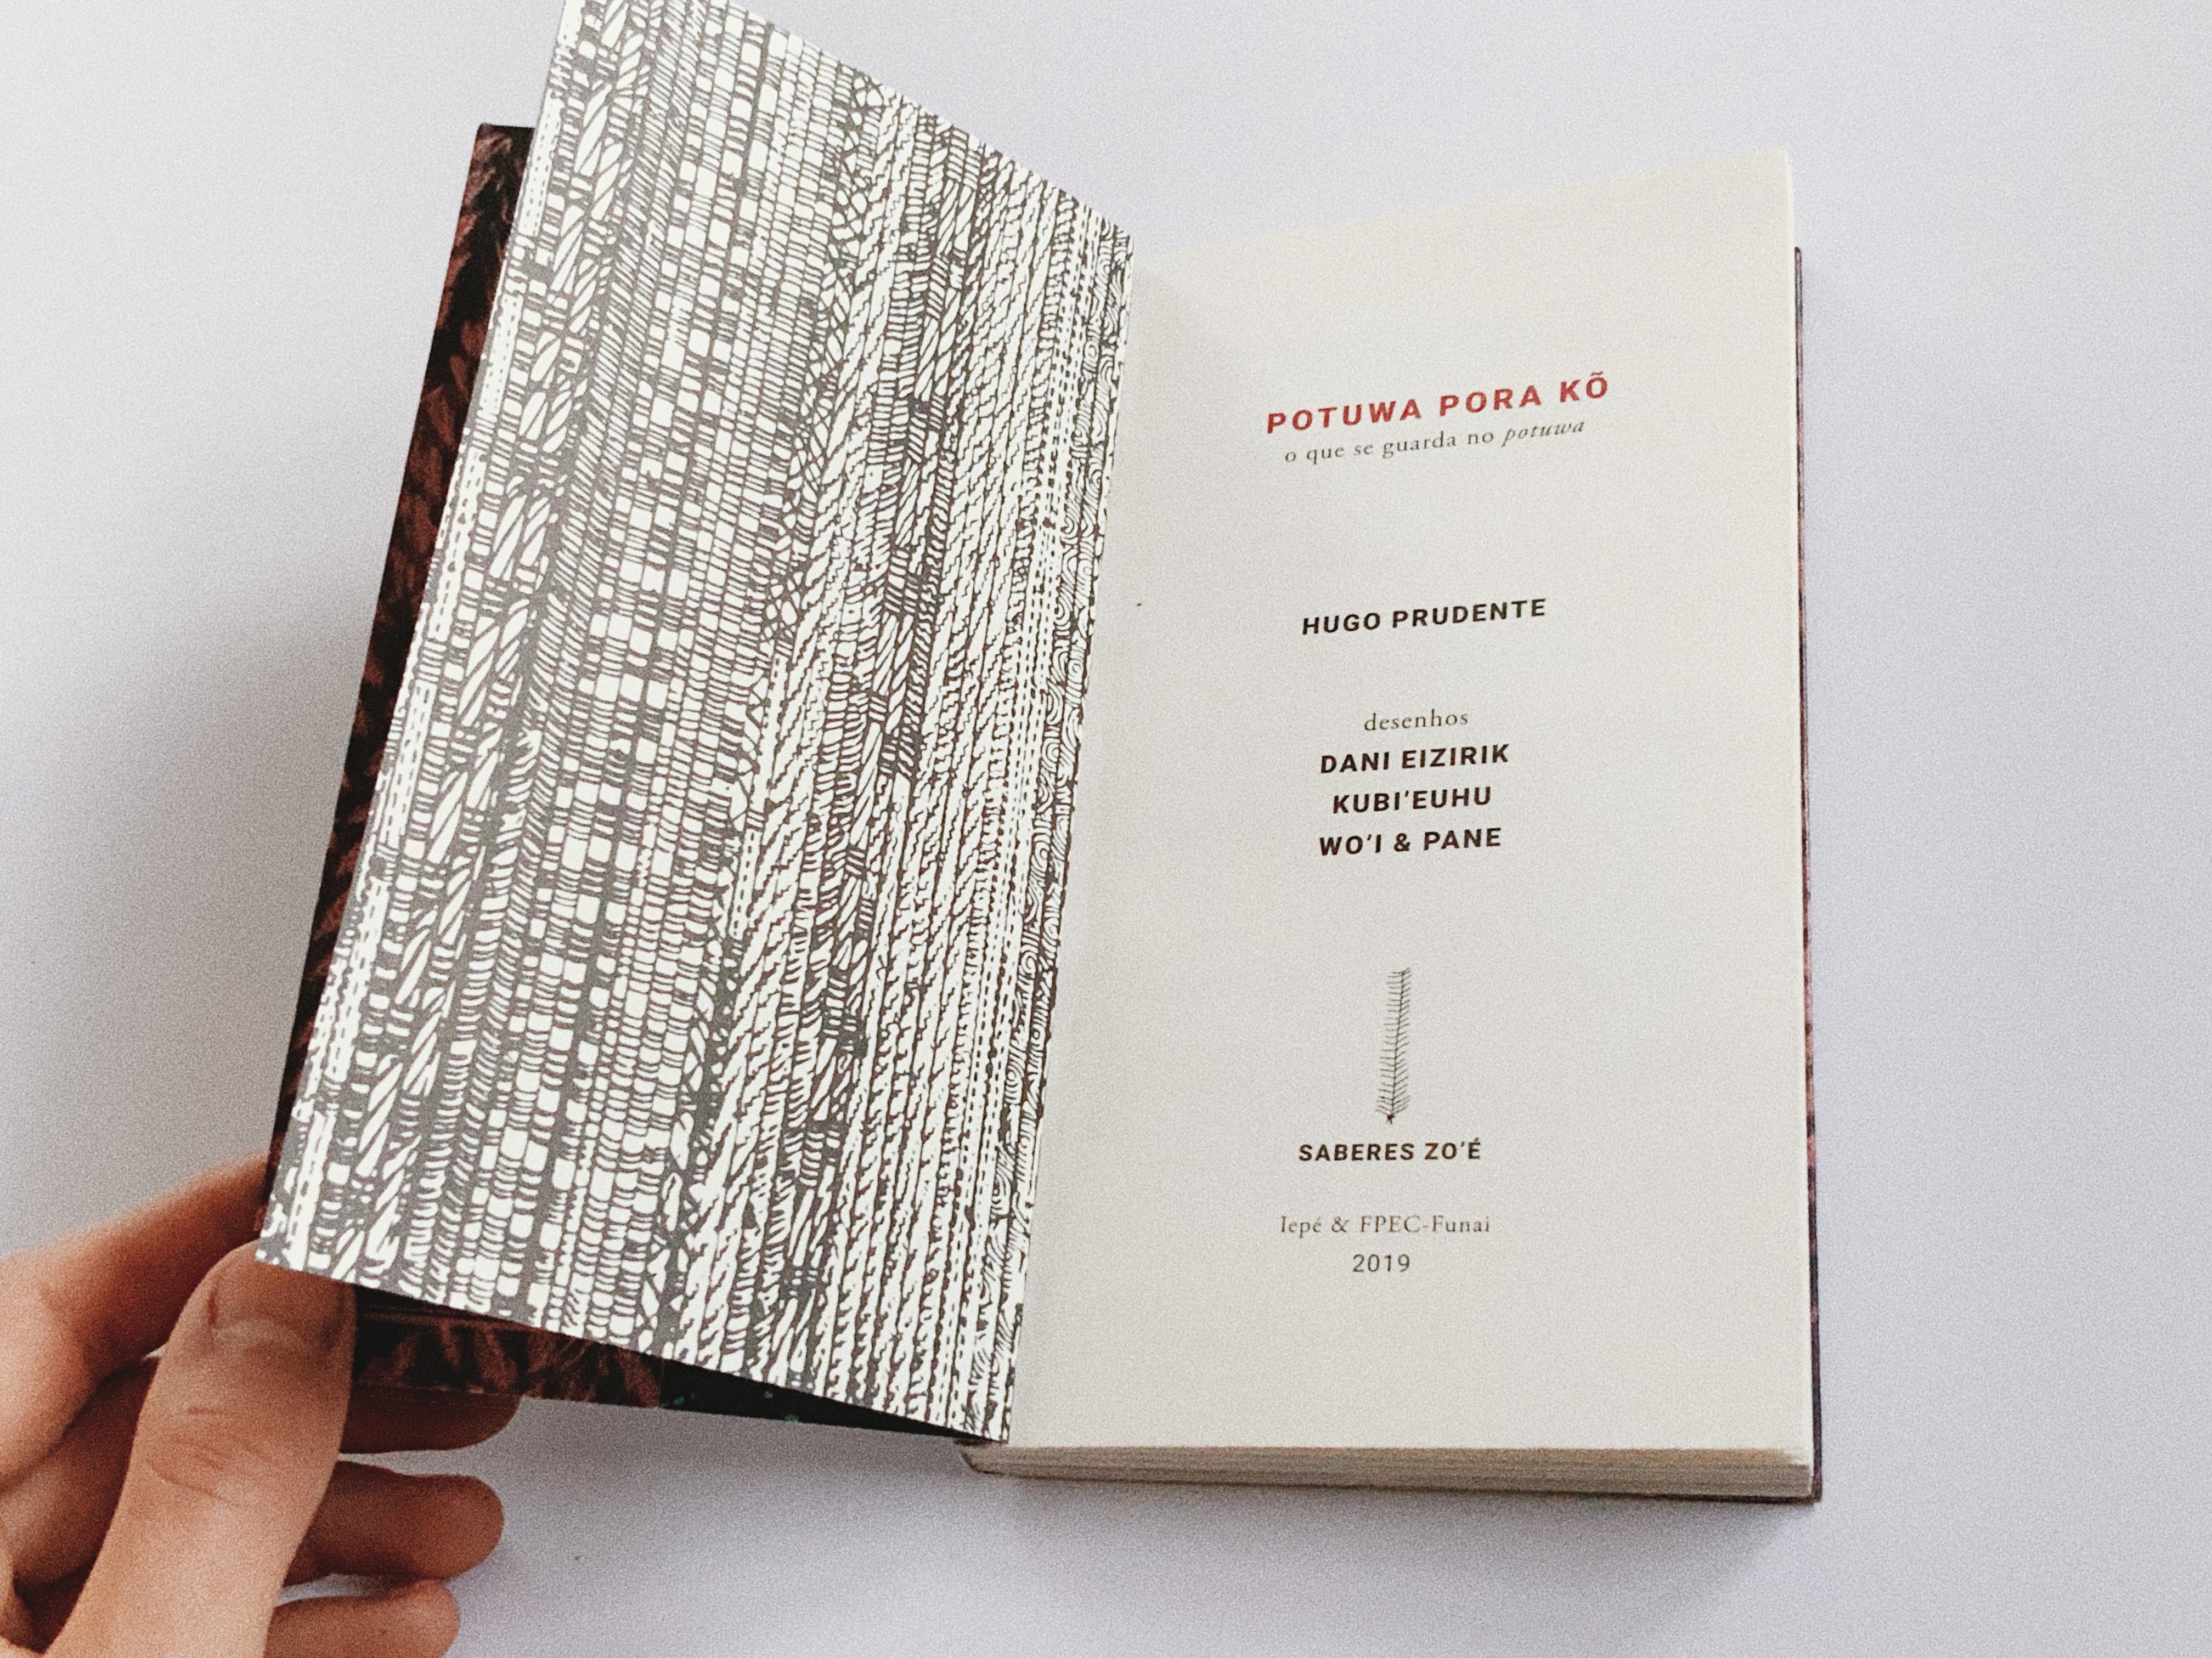 POTUWA PORA KÕ
o que se guarda no potuwa
HUGO PRUDENTE
desenhos
DANI EIZIRIK
KUBI'EUHU
WO'I & PANE
SABERES ZO'É
Iepé & FPEC-Funai
2019